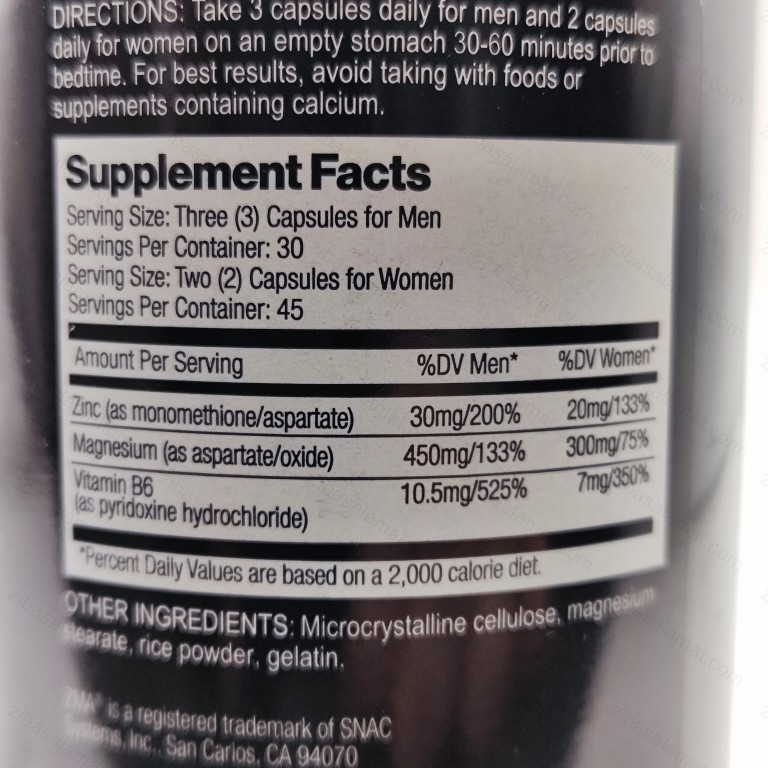 DIRECTIONS: Take 3 capsules daily for men and 2 capsules
daily for women on an empty stomach 30-60 minutes prior to
bedtime. For best results, avoid taking with foods or
supplements containing calcium.
Supplement Facts
Serving Size: Three (3) Capsules for Men
Servings Per Container: 30
Serving Size: Two (2) Capsules for Women
Servings Per Container: 45
Amount Per Serving %DV Men* %DV Women*
Zinc (as monomethione/aspartate) 30mg/200% 20mg/133%
Magnesium (as aspartate/oxide) 450mg/133% 300mg/75%
Vitamin B6 10.5mg/525% 7mg/350%
(as pyridoxine hydrochloride)
*Percent Daily Values are based on a 2,000 calorie diet.
OTHER INGREDIENTS: Microcrystalline cellulose, magnesium
stearate, rice powder, gelatin.
ZMA® is a registered trademark of SNAC
Systems, Inc., San Carlos, CA 94070
zibasalamat.com